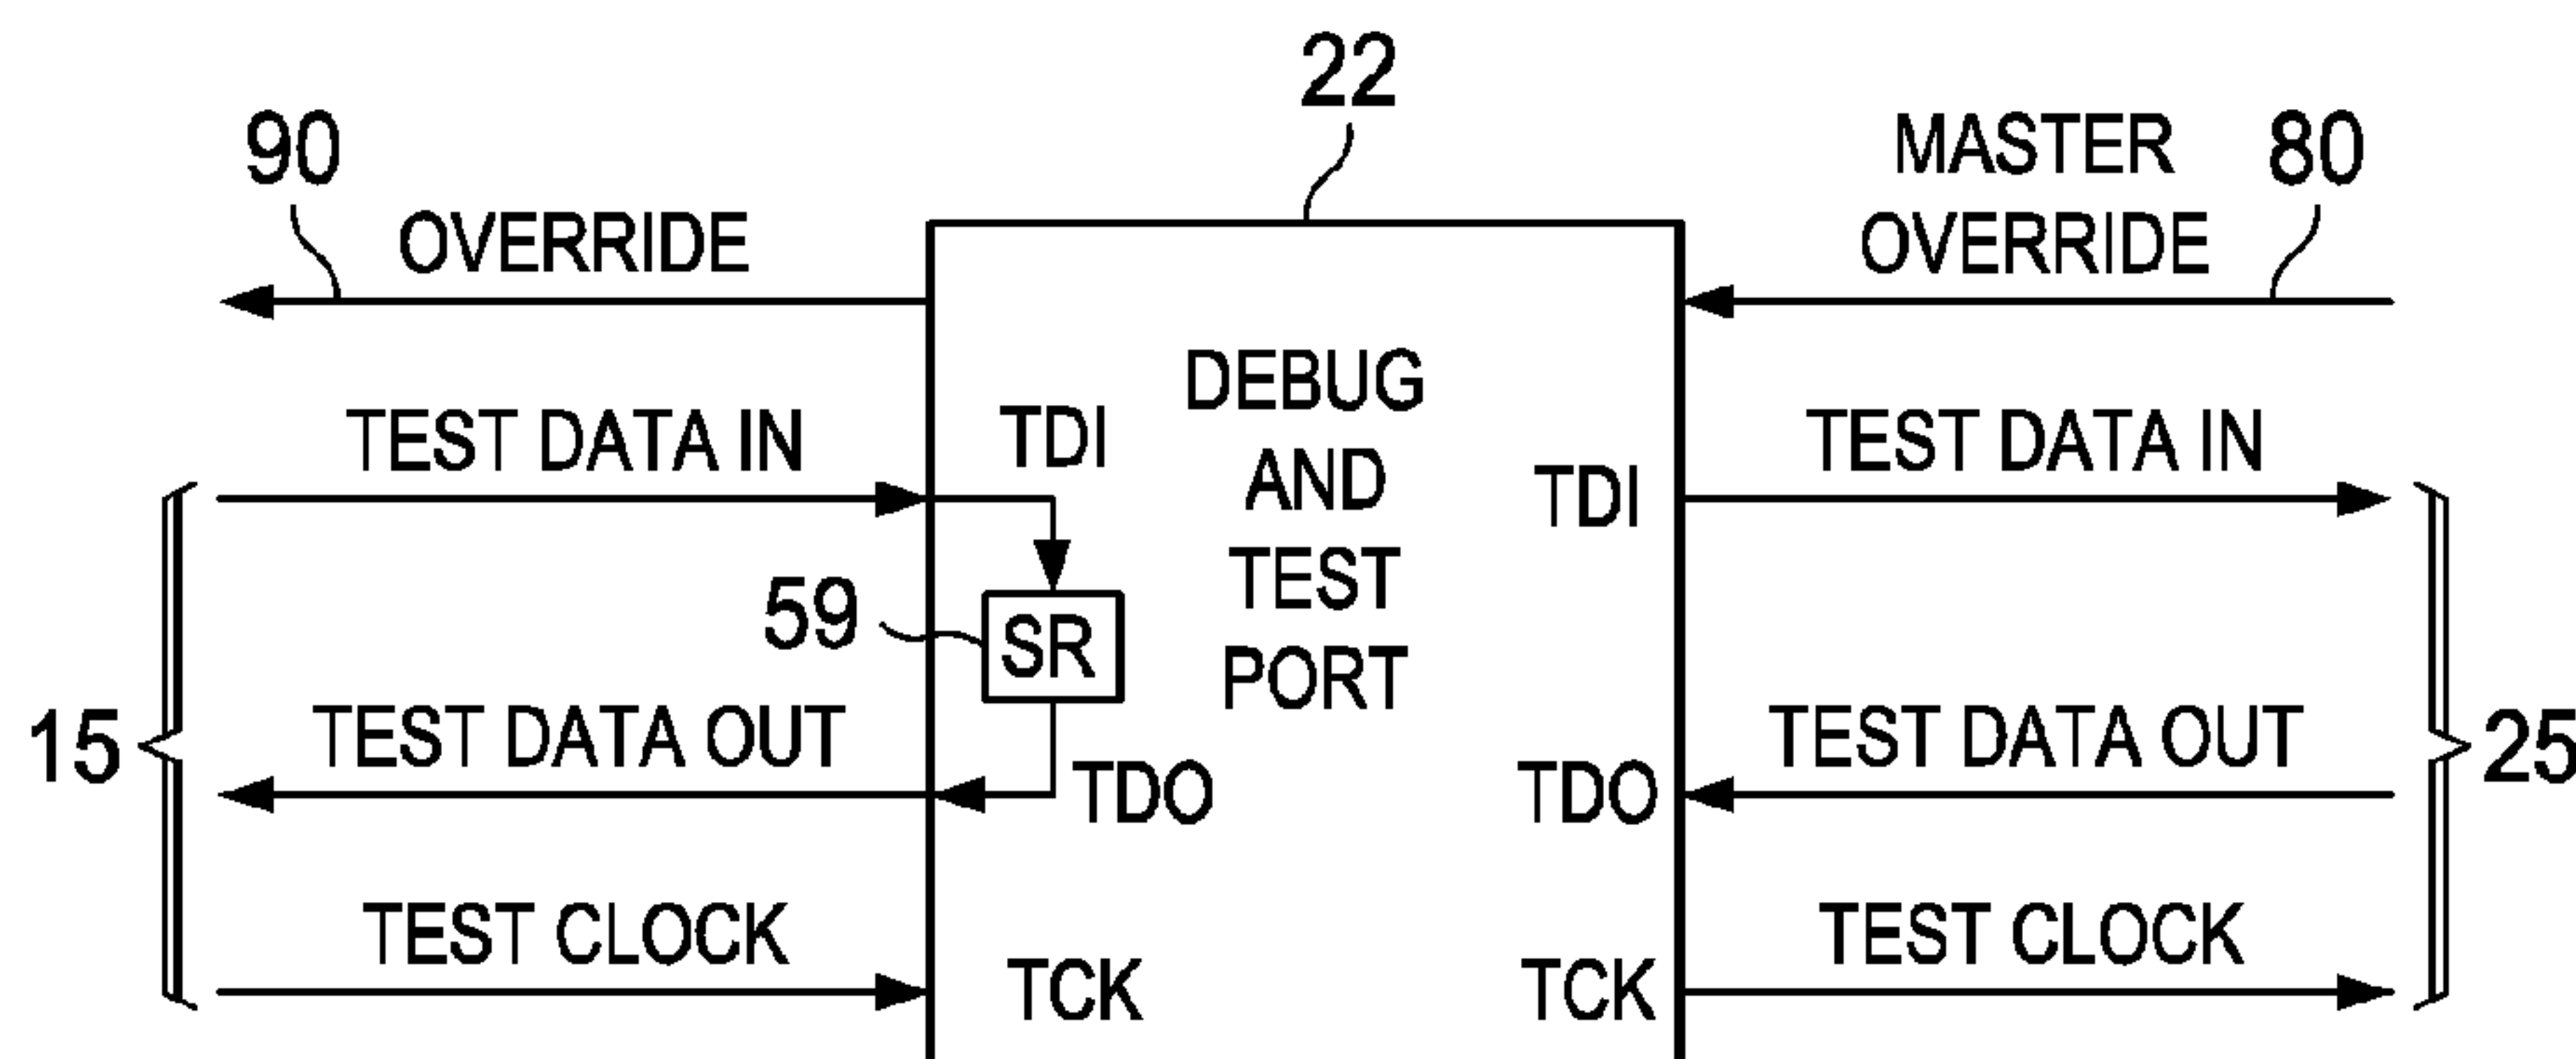 22
90
OVERRIDE
MASTER
OVERRIDE
80
DEBUG
AND
TEST
PORT
TEST DATA IN
TDI
TDI
TEST DATA IN
59
SR
15
TEST DATA OUT
TDO
TDO
TEST DATA OUT
25
TEST CLOCK
TCK
TCK
TEST CLOCK